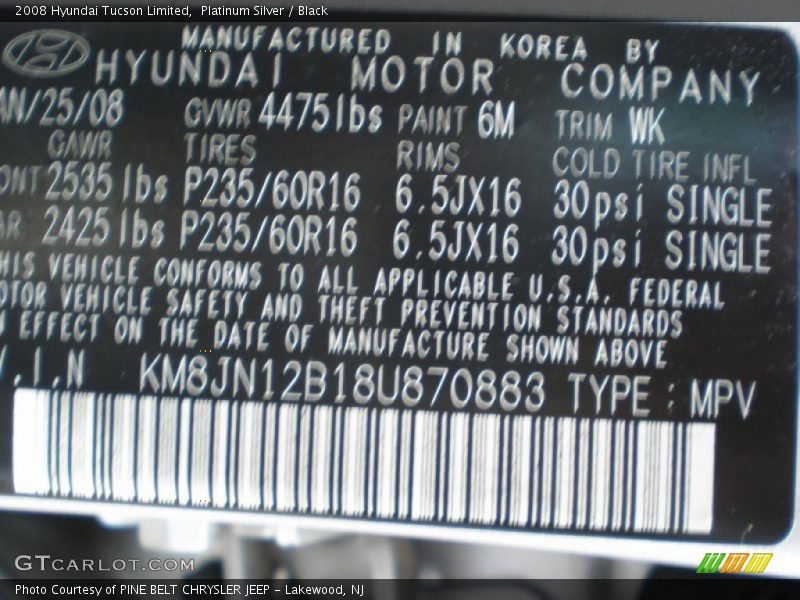 2008 Hyundai Tucson Limited, Platinum Silver / Black
MANUFACTURED IN KOREA BY
HYUNDAI MOTOR COMPANY
AN/25/08 GVWR 4475lbs PAINT 6M TRIM WK
GAWR TIRES RIMS COLD TIRE INFL
ONT 2535 lbs P235/60R16 6.5JX16 30psi SINGLE
AR 2425 lbs P235/60R16 6.5JX16 30psi SINGLE
HIS VEHICLE CONFORMS TO ALL APPLICABLE U.S.A. FEDERAL
OTOR VEHICLE SAFETY AND THEFT PREVENTION STANDARDS
N EFFECT ON THE DATE OF MANUFACTURE SHOWN ABOVE
V.I.N KM8JN12B18U870883 TYPE : MPV
GTCARLOT.COM
Photo Courtesy of PINE BELT CHRYSLER JEEP - Lakewood, NJ